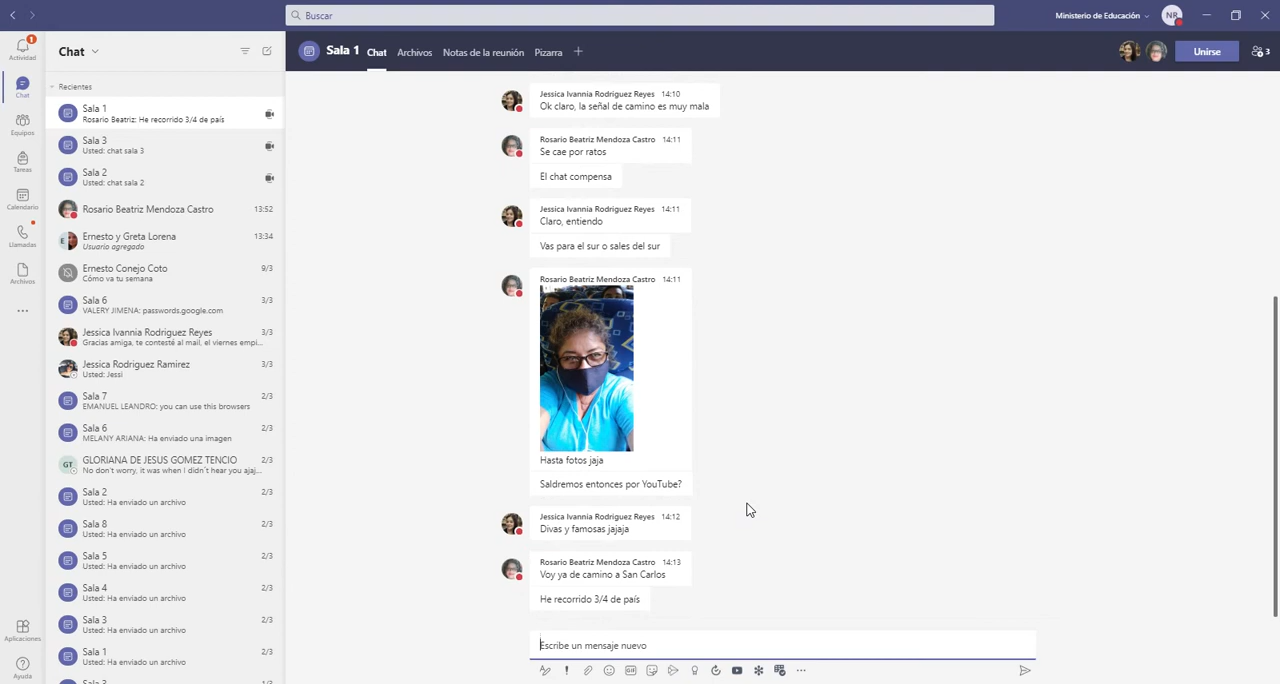 Buscar
Ministerio de Educación
NR
1
Actividad
Chat
Equipos
Tareas
Calendario
Llamadas
Archivos
Aplicaciones
Ayuda
Chat
Recientes
Sala 1
Rosario Beatriz: He recorrido 3/4 de país
Sala 3
Usted: chat sala 3
Sala 2
Usted: chat sala 2
Rosario Beatriz Mendoza Castro 13:52
Ernesto y Greta Lorena 13:34
Usuario agregado
Ernesto Conejo Coto 9/3
Cómo va tu semana
Sala 6 3/3
VALERY JIMENA: passwords.google.com
Jessica Ivannia Rodriguez Reyes 3/3
Gracias amiga, te contesté al mail, el viernes empi...
Jessica Rodriguez Ramirez 3/3
Usted: Jessi
Sala 7 2/3
EMANUEL LEANDRO: you can use this browsers
Sala 6 2/3
MELANY ARIANA: Ha enviado una imagen
GT
GLORIANA DE JESUS GOMEZ TENCIO 2/3
No don't worry, it was when I didn´t hear you ajaj...
Sala 2 2/3
Usted: Ha enviado un archivo
Sala 8 2/3
Usted: Ha enviado un archivo
Sala 5 2/3
Usted: Ha enviado un archivo
Sala 4 2/3
Usted: Ha enviado un archivo
Sala 3 2/3
Usted: Ha enviado un archivo
Sala 1 2/3
Usted: Ha enviado un archivo
Sala 3 2/3
Sala 1 Chat Archivos Notas de la reunión Pizarra
Unirse
3
Jessica Ivannia Rodriguez Reyes 14:10
Ok claro, la señal de camino es muy mala
Rosario Beatriz Mendoza Castro 14:11
Se cae por ratos
El chat compensa
Jessica Ivannia Rodriguez Reyes 14:11
Claro, entiendo
Vas para el sur o sales del sur
Rosario Beatriz Mendoza Castro 14:11
Hasta fotos jaja
Saldremos entonces por YouTube?
Jessica Ivannia Rodriguez Reyes 14:12
Divas y famosas jajaja
Rosario Beatriz Mendoza Castro 14:13
Voy ya de camino a San Carlos
He recorrido 3/4 de país
Escribe un mensaje nuevo
GIF